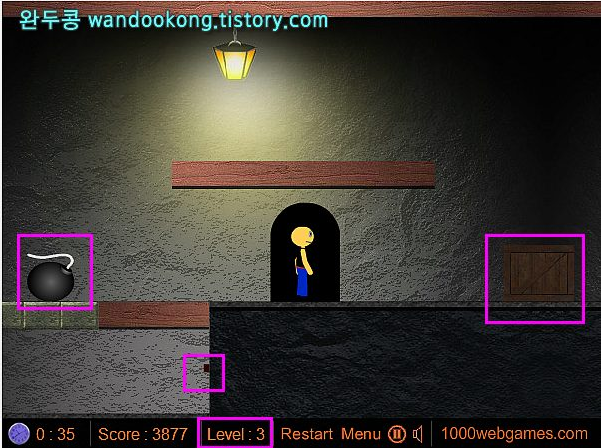 완두콩 wandookong.tistory.com
0 : 35 Score : 3877 Level : 3 Restart Menu 1000webgames.com